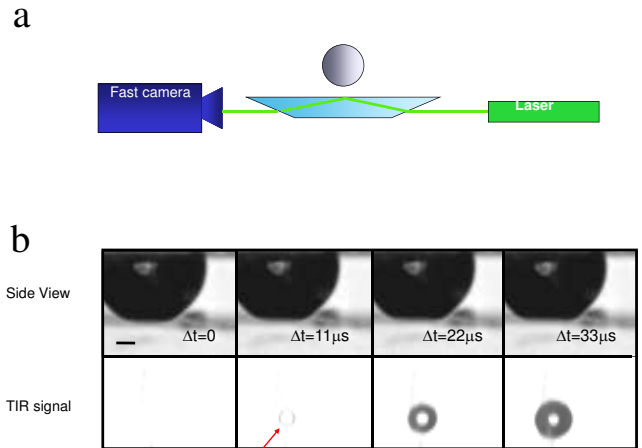 a
Fast camera
Laser
b
Side View
Δt=0
Δt=11μs
Δt=22μs
Δt=33μs
TIR signal